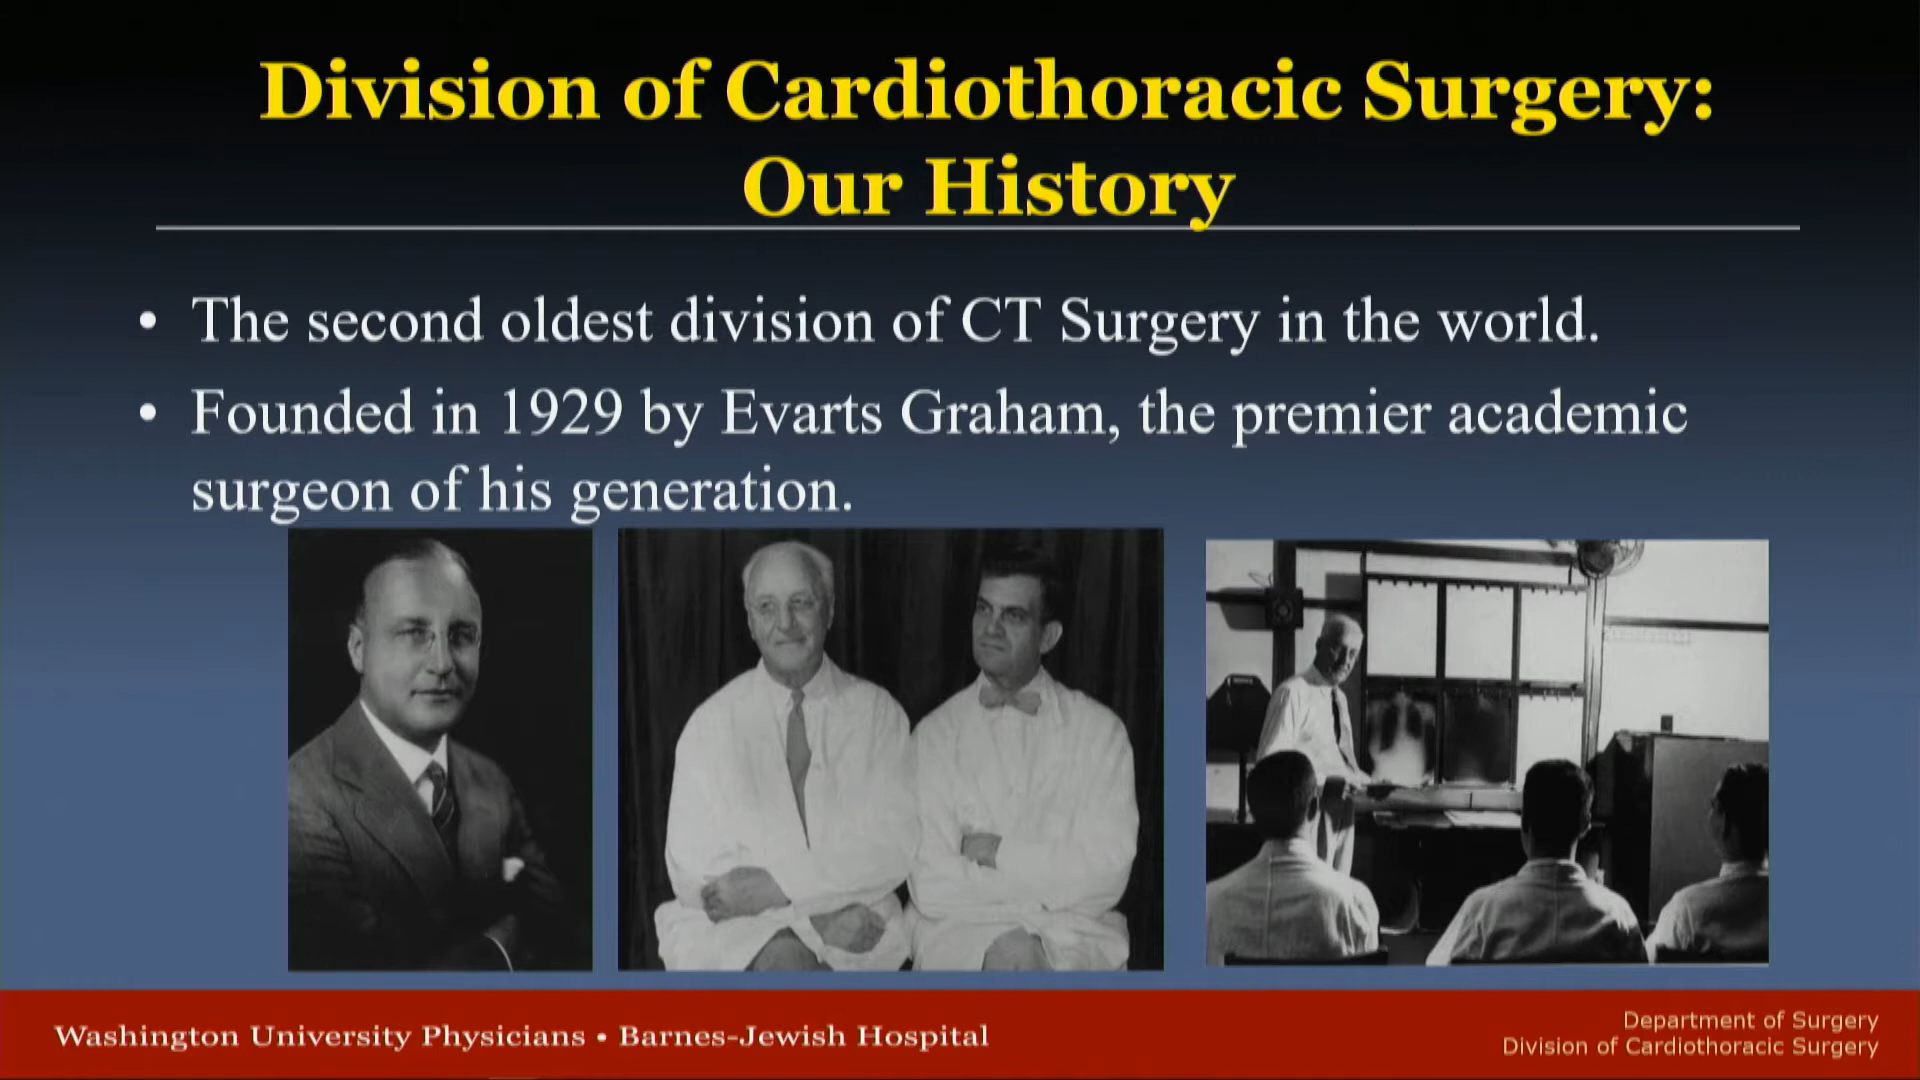 Division of Cardiothoracic Surgery:
Our History
• The second oldest division of CT Surgery in the world.
• Founded in 1929 by Evarts Graham, the premier academic
surgeon of his generation.
Washington University Physicians • Barnes-Jewish Hospital
Department of Surgery
Division of Cardiothoracic Surgery